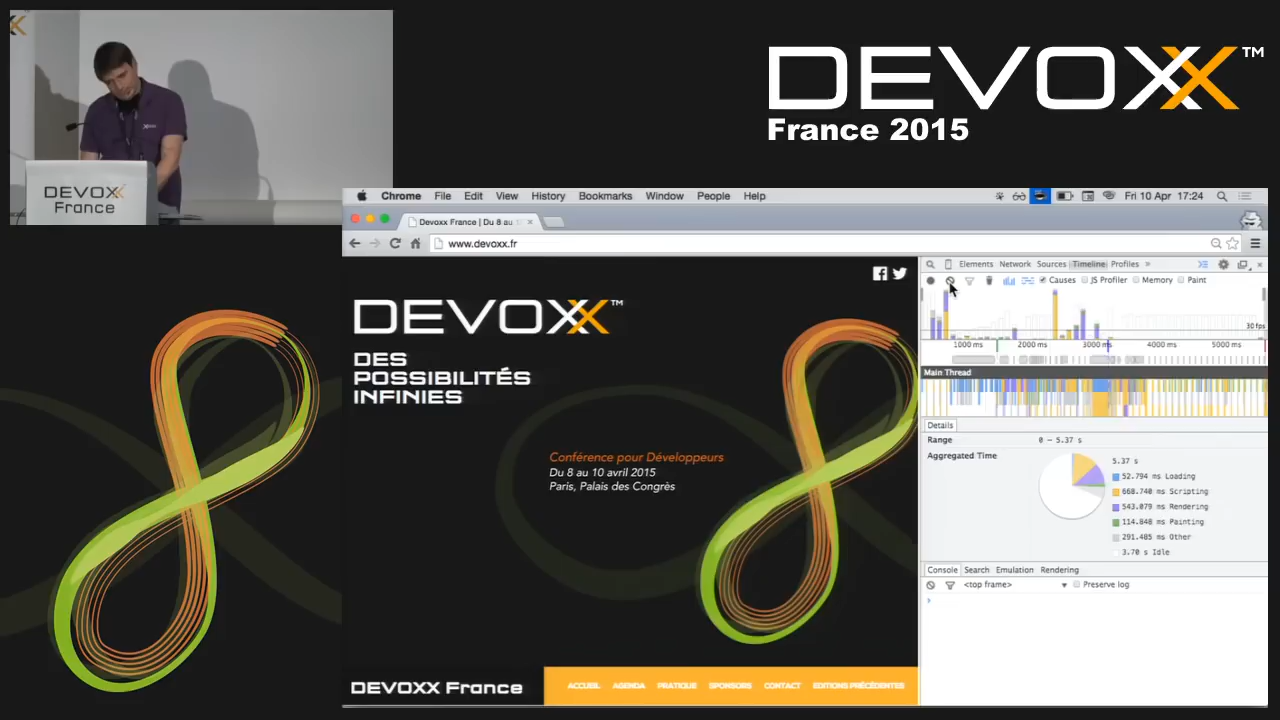 DEVOXX™
France 2015
DEVOXX
France
Chrome File Edit View History Bookmarks Window People Help Fri 10 Apr 17:24
Devoxx France | Du 8 au
www.devoxx.fr
Elements Network Sources Timeline Profiles »
Causes JS Profiler Memory Paint
30 fps
1000 ms 2000 ms 3000 ms 4000 ms 5000 ms
Main Thread
Details
Range 0 – 5.37 s
Aggregated Time
5.37 s
52.794 ms Loading
668.740 ms Scripting
543.079 ms Rendering
114.848 ms Painting
291.485 ms Other
3.70 s Idle
Console Search Emulation Rendering
<top frame> Preserve log
DEVOXX™
DES
POSSIBILITÉS
INFINIES
Conférence pour Développeurs
Du 8 au 10 avril 2015
Paris, Palais des Congrès
DEVOXX France
ACCUEIL AGENDA PRATIQUE SPONSORS CONTACT EDITIONS PRÉCÉDENTES